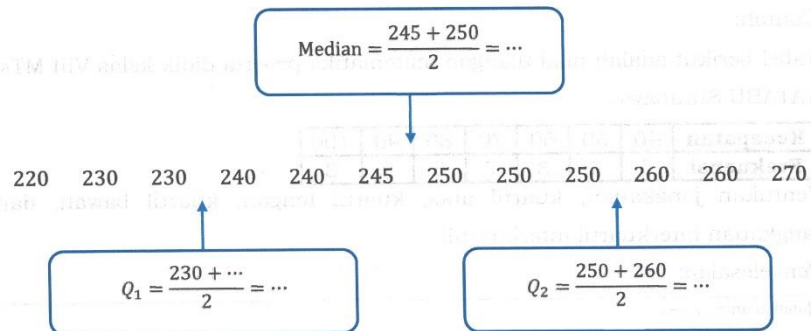 Median = (245 + 250)/2 = ⋯
220 230 230 240 240 245 250 250 250 260 260 270
Q₁ = (230 + ⋯)/2 = ⋯
Q₂ = (250 + 260)/2 = ⋯